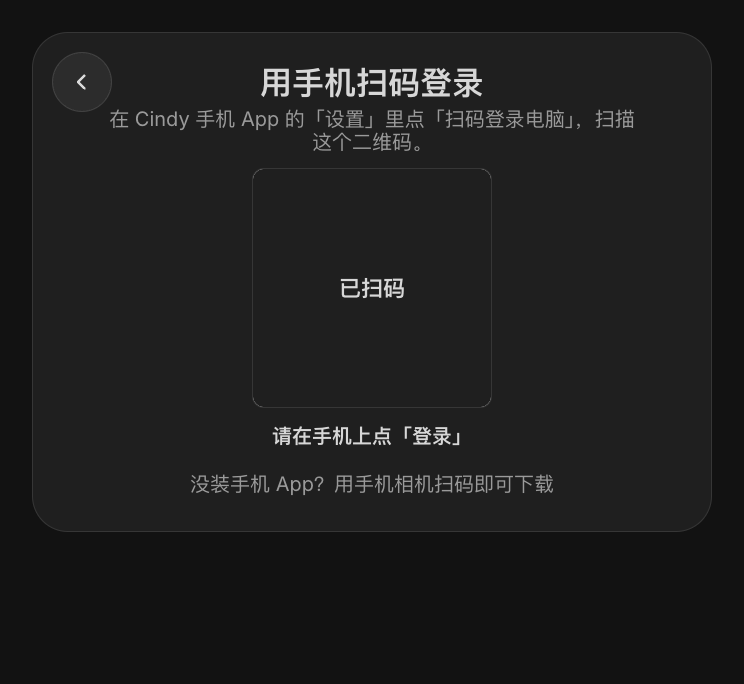 用手机扫码登录
在 Cindy 手机 App 的「设置」里点「扫码登录电脑」，扫描
这个二维码。
已扫码
请在手机上点「登录」
没装手机 App？用手机相机扫码即可下载